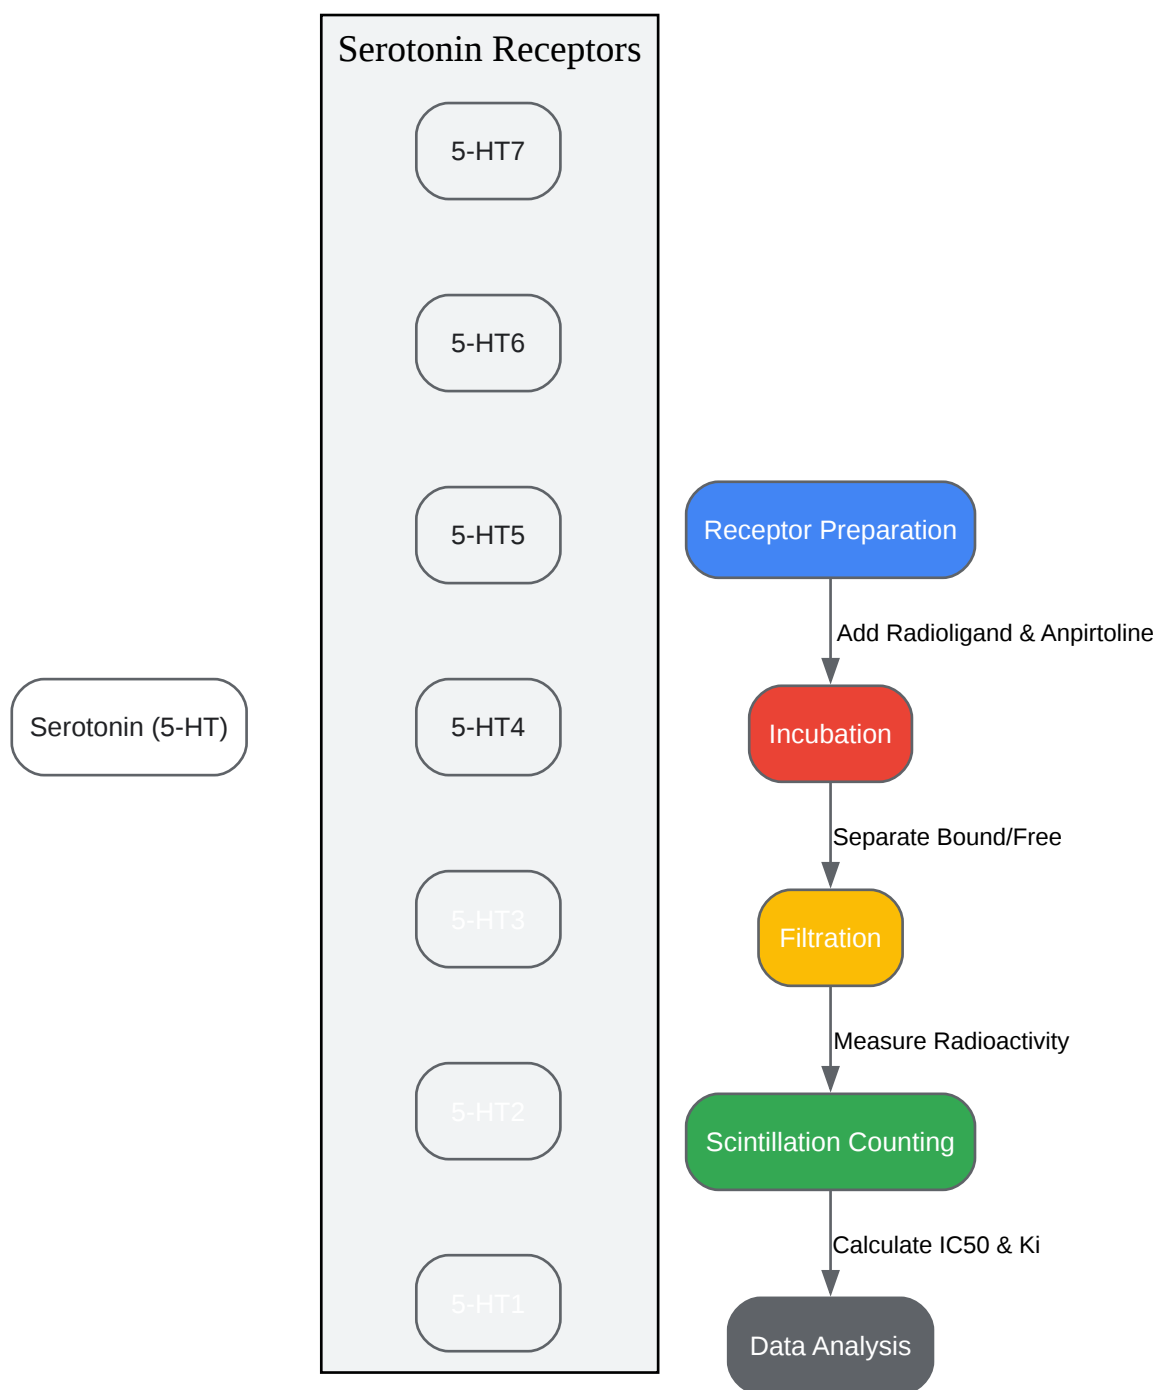 Serotonin Receptors
5-HT7
5-HT6
5-HT5
5-HT4
5-HT3
5-HT2
5-HT1
Serotonin (5-HT)
Receptor Preparation
Add Radioligand & Anpirtoline
Incubation
Separate Bound/Free
Filtration
Measure Radioactivity
Scintillation Counting
Calculate IC50 & Ki
Data Analysis